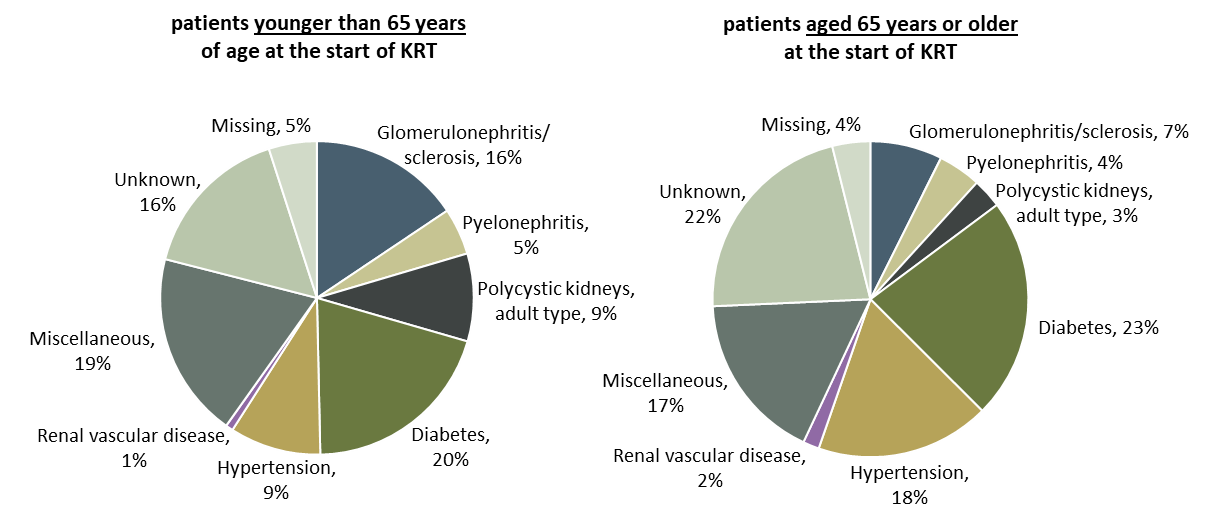 patients younger than 65 years
of age at the start of KRT
Missing, 5%
Glomerulonephritis/
sclerosis, 16%
Unknown,
16%
Pyelonephritis,
5%
Polycystic kidneys,
adult type, 9%
Miscellaneous,
19%
Renal vascular disease,
1%
Hypertension,
9%
Diabetes,
20%
patients aged 65 years or older
at the start of KRT
Missing, 4%
Glomerulonephritis/sclerosis, 7%
Pyelonephritis, 4%
Polycystic kidneys,
adult type, 3%
Unknown,
22%
Diabetes, 23%
Miscellaneous,
17%
Renal vascular disease,
2%
Hypertension,
18%